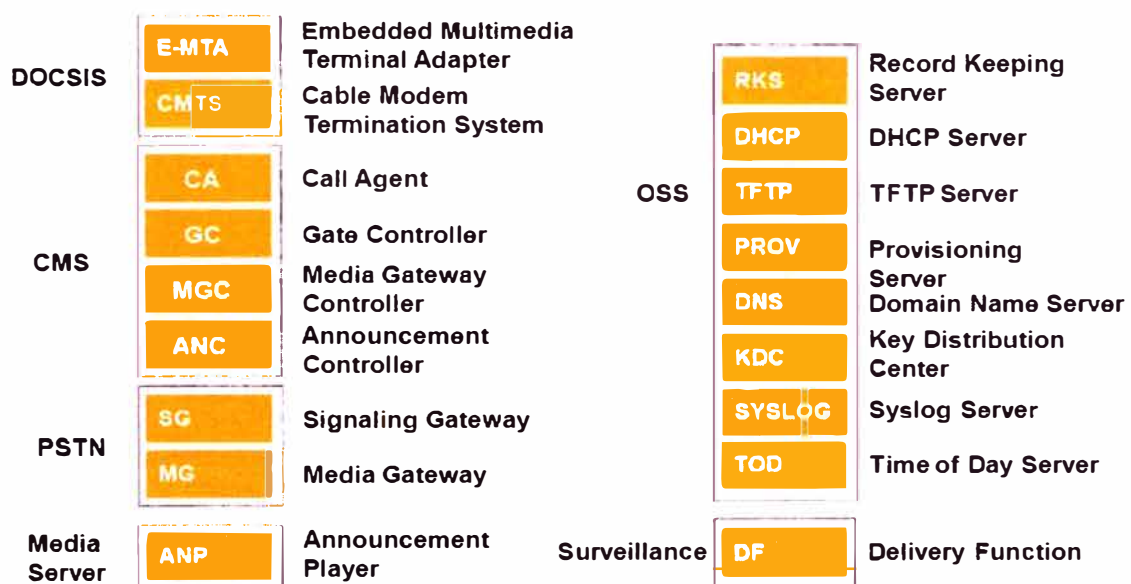 DOCSIS
E-MTA
Embedded Multimedia
Terminal Adapter
CMTS
Cable Modem
Termination System
CMS
CA
Call Agent
GC
Gate Controller
MGC
Media Gateway
Controller
ANC
Announcement
Controller
PSTN
SG
Signaling Gateway
MG
Media Gateway
Media
Server
ANP
Announcement
Player
OSS
RKS
Record Keeping
Server
DHCP
DHCP Server
TFTP
TFTP Server
PROV
Provisioning
Server
DNS
Domain Name Server
KDC
Key Distribution
Center
SYSLOG
Syslog Server
TOD
Time of Day Server
Surveillance
DF
Delivery Function